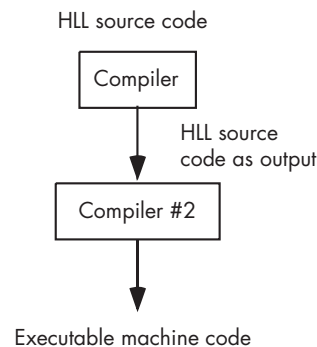 HLL source code
Compiler
HLL source
code as output
Compiler #2
Executable machine code